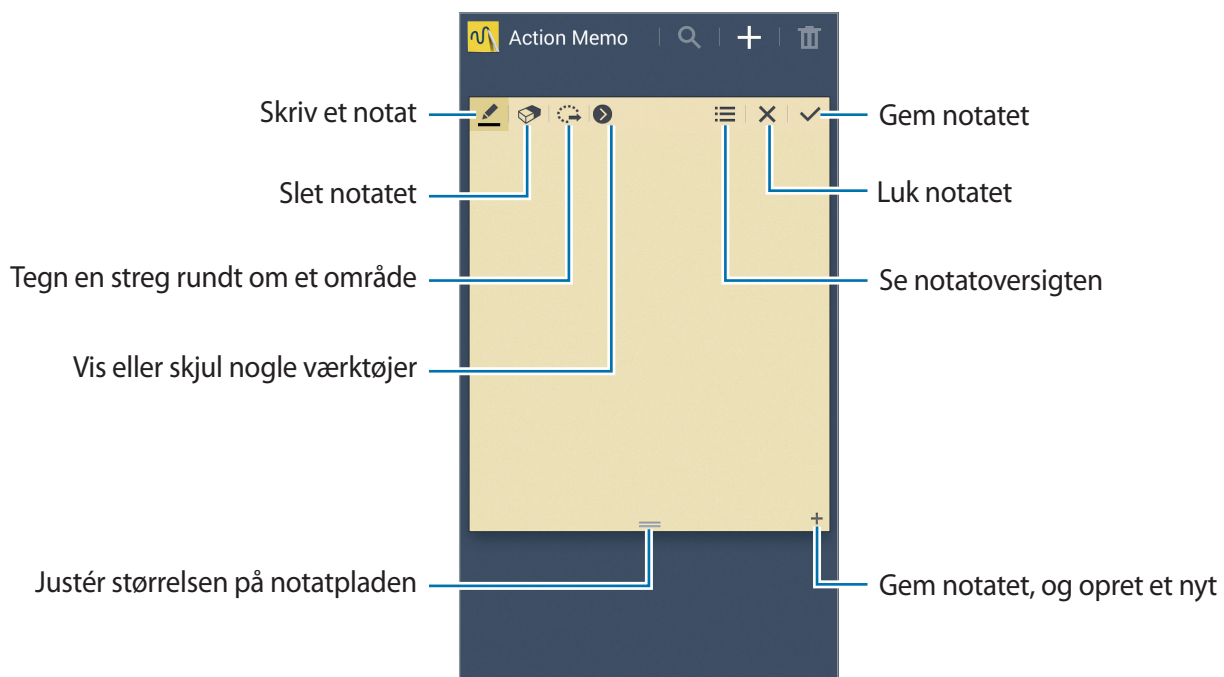 Action Memo
Skriv et notat
Gem notatet
Slet notatet
Luk notatet
Tegn en streg rundt om et område
Se notatoversigten
Vis eller skjul nogle værktøjer
Justér størrelsen på notatpladen
Gem notatet, og opret et nyt